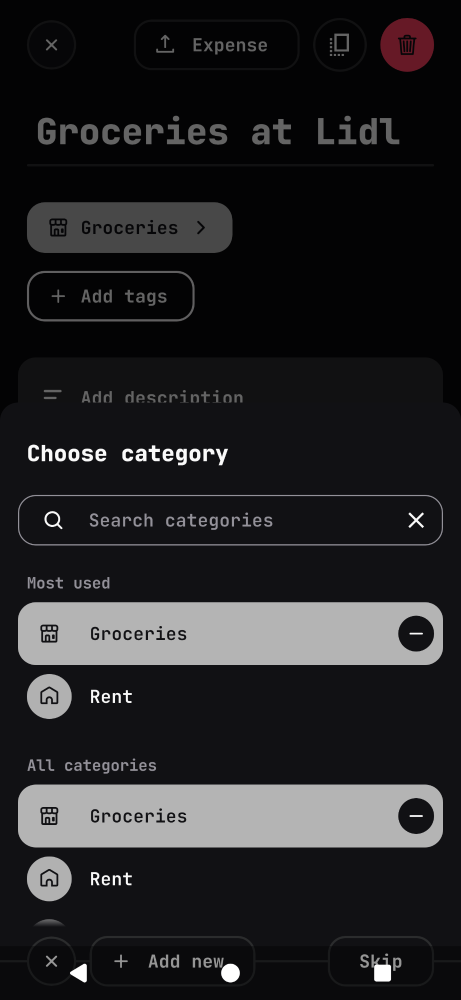 Expense
Groceries at Lidl
Groceries
Add tags
Add description
Choose category
Search categories
Most used
Groceries
Rent
All categories
Groceries
Rent
Add new
Skip